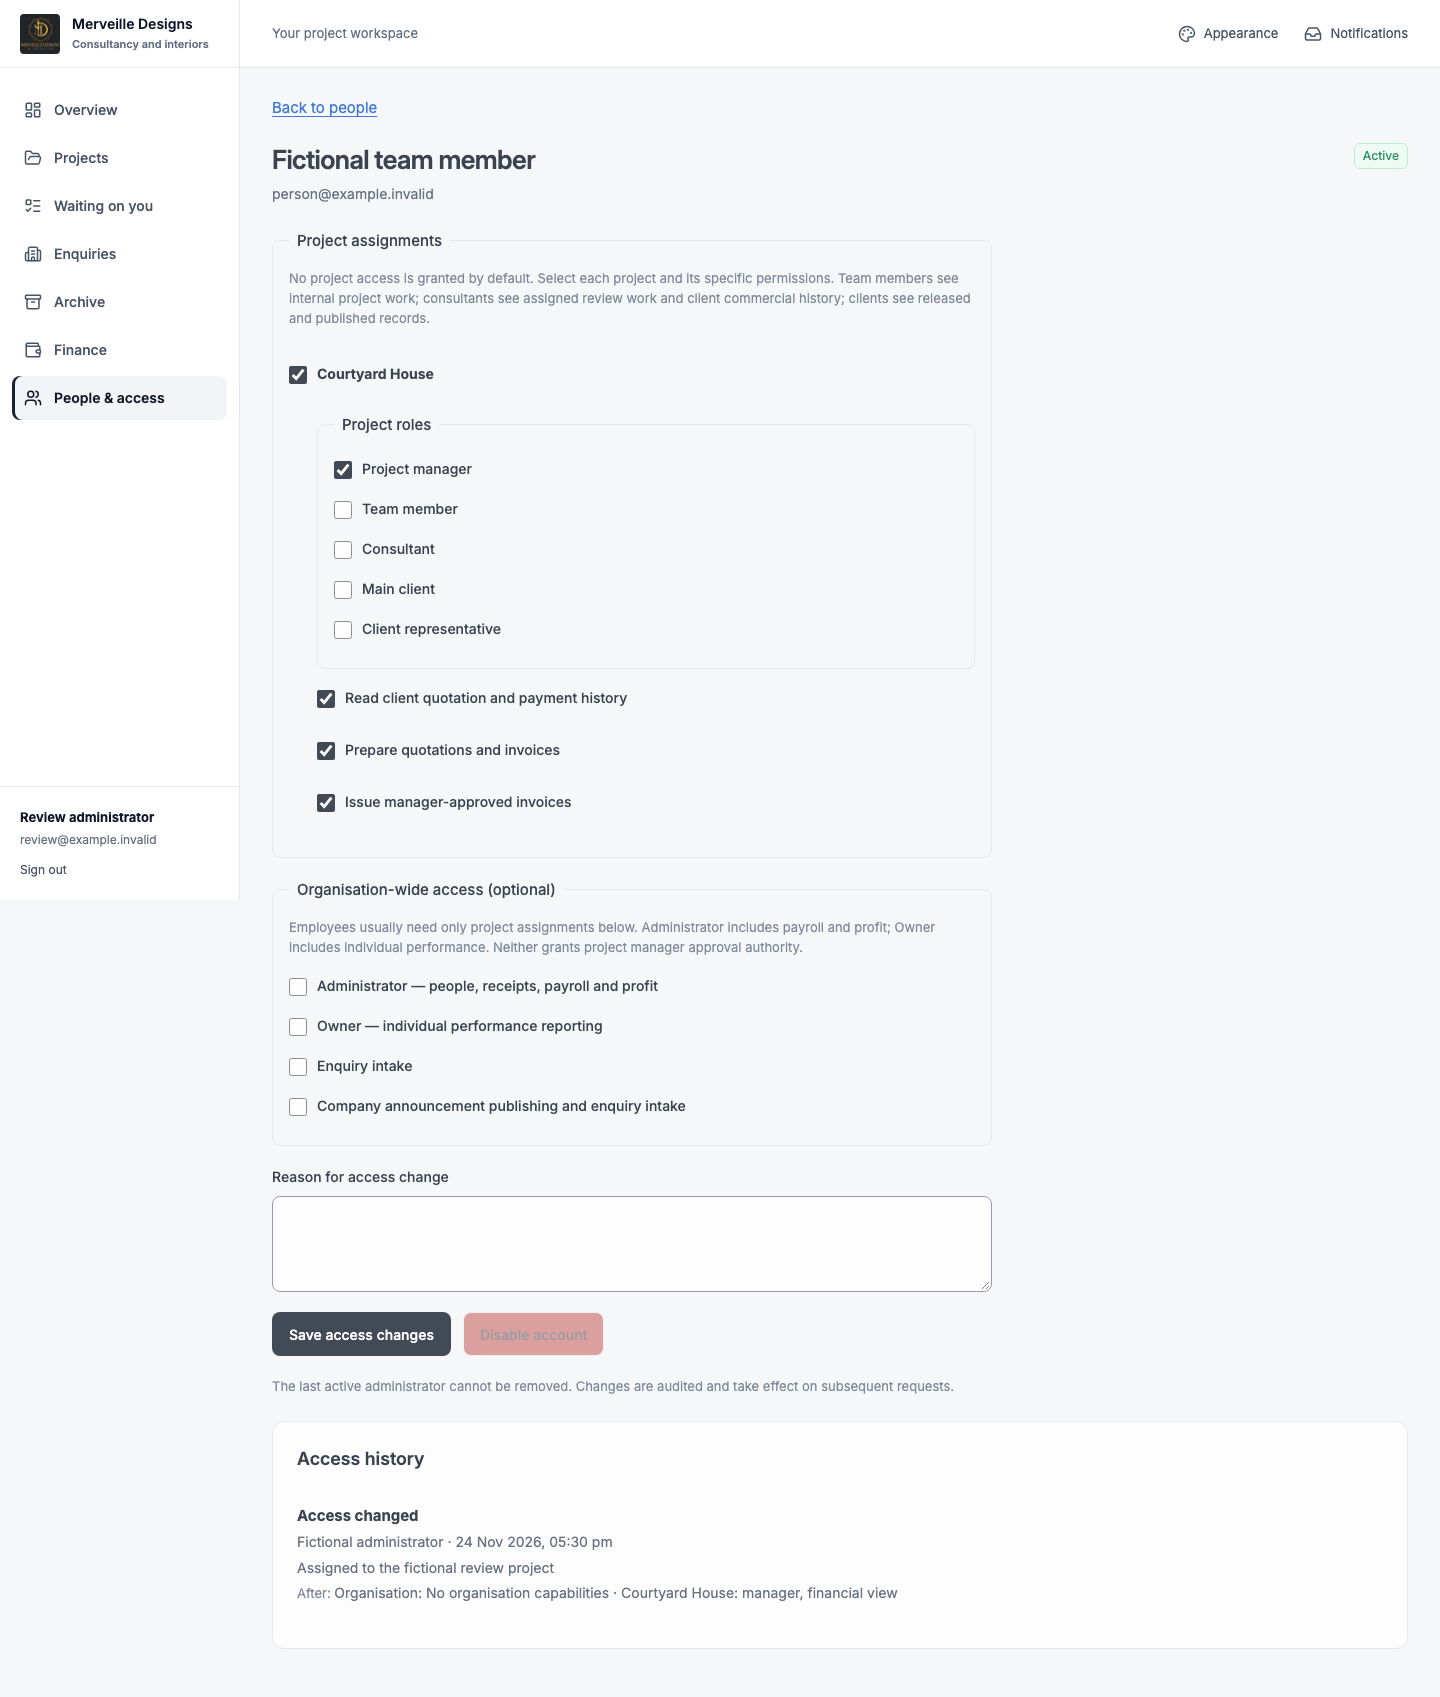 Merveille Designs
Consultancy and interiors
Your project workspace
Appearance
Notifications
Overview
Projects
Waiting on you
Enquiries
Archive
Finance
People & access
Review administrator
review@example.invalid
Sign out
Back to people
Fictional team member
Active
person@example.invalid
Project assignments
No project access is granted by default. Select each project and its specific permissions. Team members see
internal project work; consultants see assigned review work and client commercial history; clients see released
and published records.
Courtyard House
Project roles
Project manager
Team member
Consultant
Main client
Client representative
Read client quotation and payment history
Prepare quotations and invoices
Issue manager-approved invoices
Organisation-wide access (optional)
Employees usually need only project assignments below. Administrator includes payroll and profit; Owner
includes individual performance. Neither grants project manager approval authority.
Administrator — people, receipts, payroll and profit
Owner — individual performance reporting
Enquiry intake
Company announcement publishing and enquiry intake
Reason for access change
Save access changes
Disable account
The last active administrator cannot be removed. Changes are audited and take effect on subsequent requests.
Access history
Access changed
Fictional administrator · 24 Nov 2026, 05:30 pm
Assigned to the fictional review project
After: Organisation: No organisation capabilities · Courtyard House: manager, financial view